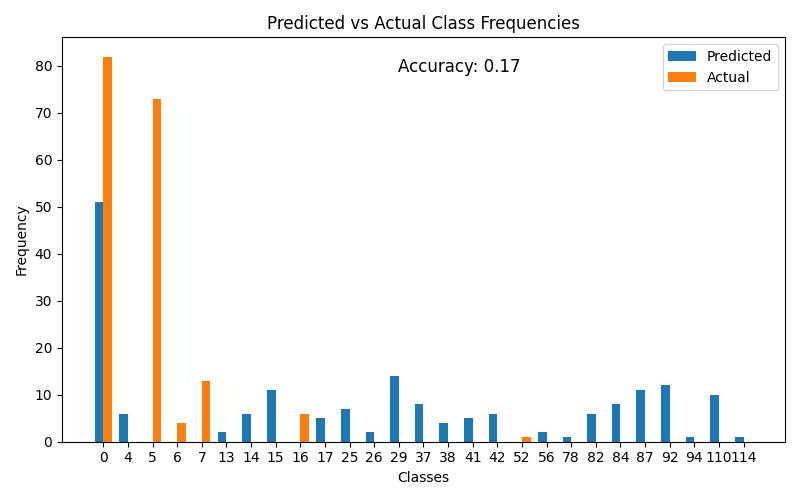 Predicted vs Actual Class Frequencies
Accuracy: 0.17
Predicted
Actual
80
70
60
50
40
30
20
10
0
Frequency
0 4 5 6 7 13 14 15 16 17 25 26 29 37 38 41 42 52 56 78 82 84 87 92 94 110 114
Classes